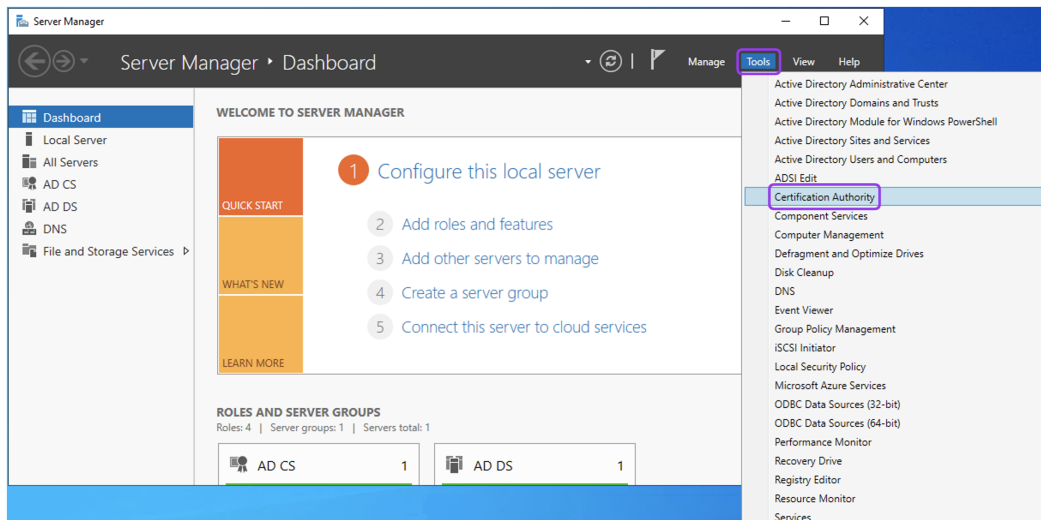 Server Manager
Server Manager • Dashboard
Manage Tools View Help
Dashboard
Local Server
All Servers
AD CS
AD DS
DNS
File and Storage Services
WELCOME TO SERVER MANAGER
QUICK START
WHAT'S NEW
LEARN MORE
1 Configure this local server
2 Add roles and features
3 Add other servers to manage
4 Create a server group
5 Connect this server to cloud services
ROLES AND SERVER GROUPS
Roles: 4 | Server groups: 1 | Servers total: 1
AD CS 1
AD DS 1
Active Directory Administrative Center
Active Directory Domains and Trusts
Active Directory Module for Windows PowerShell
Active Directory Sites and Services
Active Directory Users and Computers
ADSI Edit
Certification Authority
Component Services
Computer Management
Defragment and Optimize Drives
Disk Cleanup
DNS
Event Viewer
Group Policy Management
iSCSI Initiator
Local Security Policy
Microsoft Azure Services
ODBC Data Sources (32-bit)
ODBC Data Sources (64-bit)
Performance Monitor
Recovery Drive
Registry Editor
Resource Monitor
Services